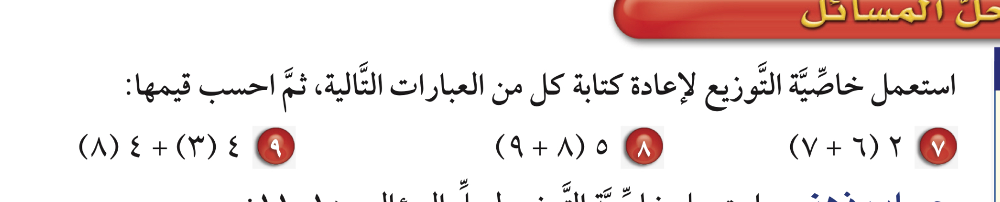 حلّ المسائل
استعمل خاصِّيَّة التَّوزيع لإعادة كتابة كل من العبارات التَّالية، ثمَّ احسب قيمها:
٧ ٢ (٦ + ٧) ٨ ٥ (٨ + ٩) ٩ ٤ (٣) + ٤ (٨)